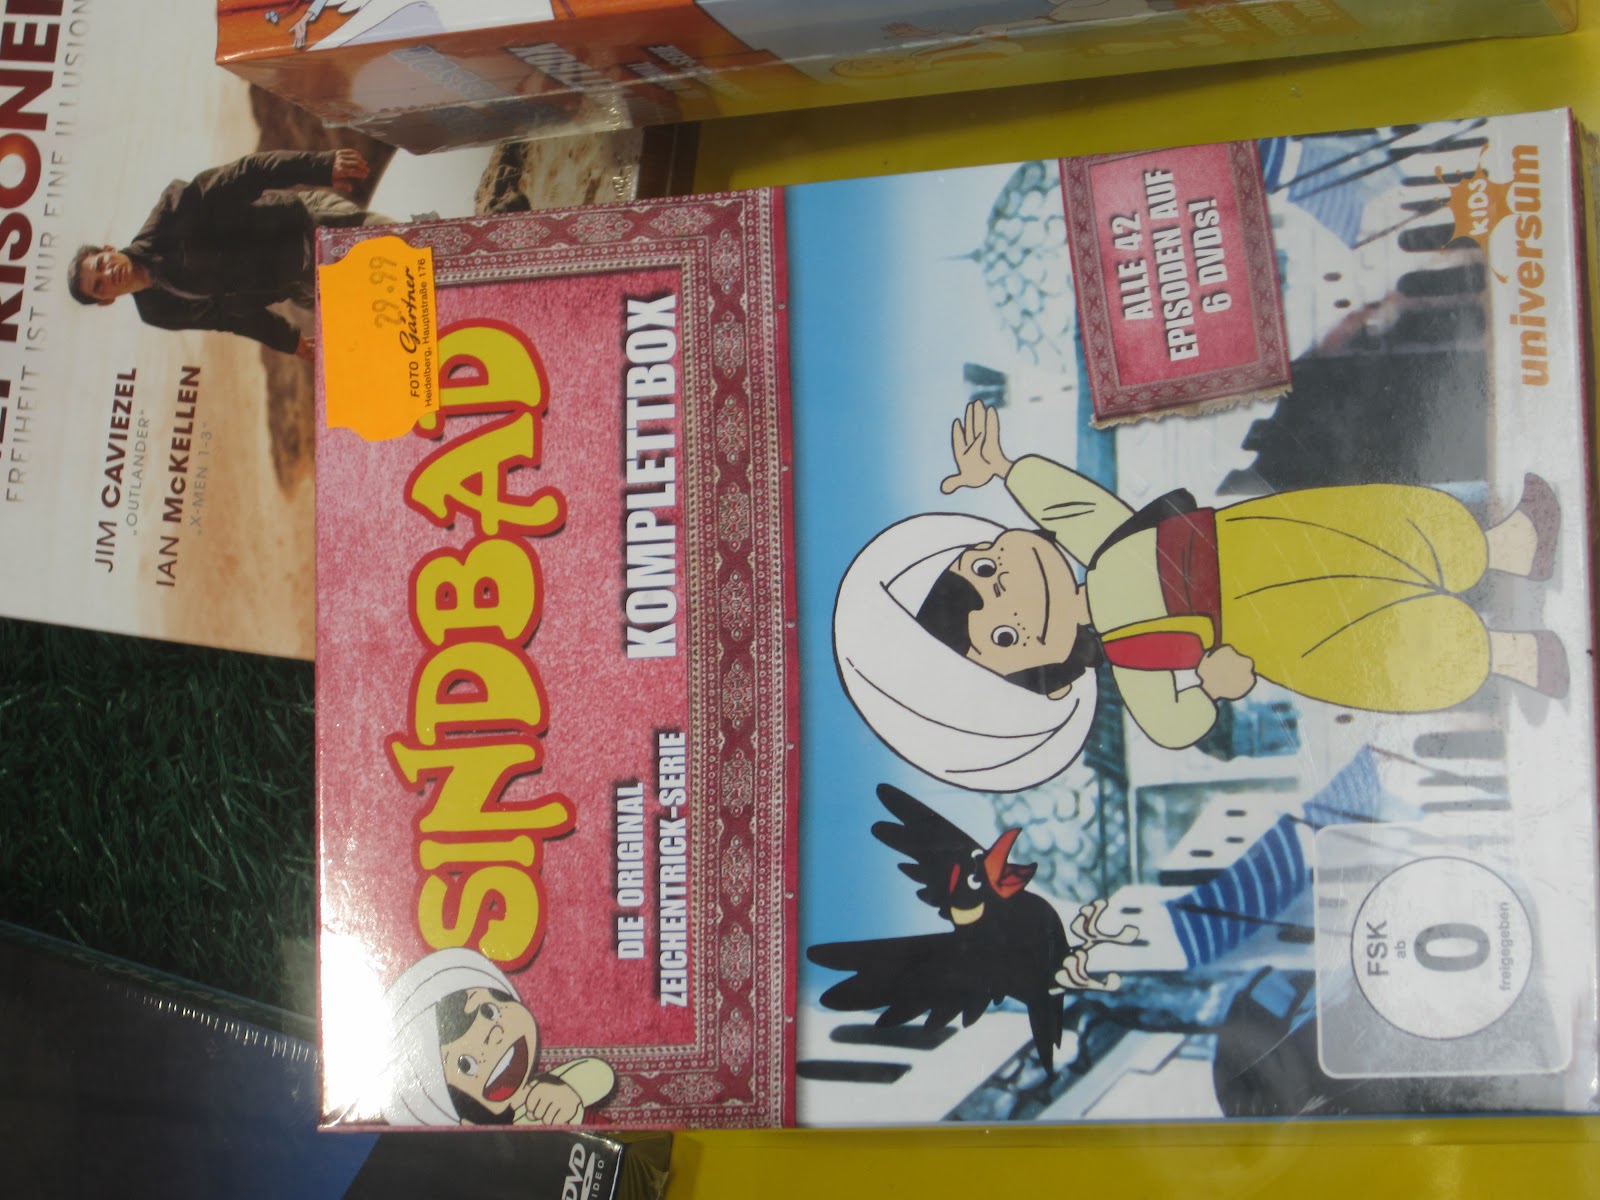 SINDBAD
DIE ORIGINAL
ZEICHENTRICK-SERIE
KOMPLETTBOX
29.99
FOTO Gärtner
Heidelberg, Hauptstraße 176
ALLE 42
EPISODEN AUF
6 DVDs!
FSK
ab
0
freigegeben
KIDS
universum
FREIHEIT IST NUR EINE ILLUSION
JIM CAVIEZEL
„OUTLANDER"
IAN McKELLEN
„X-MEN 1-3"
DVD